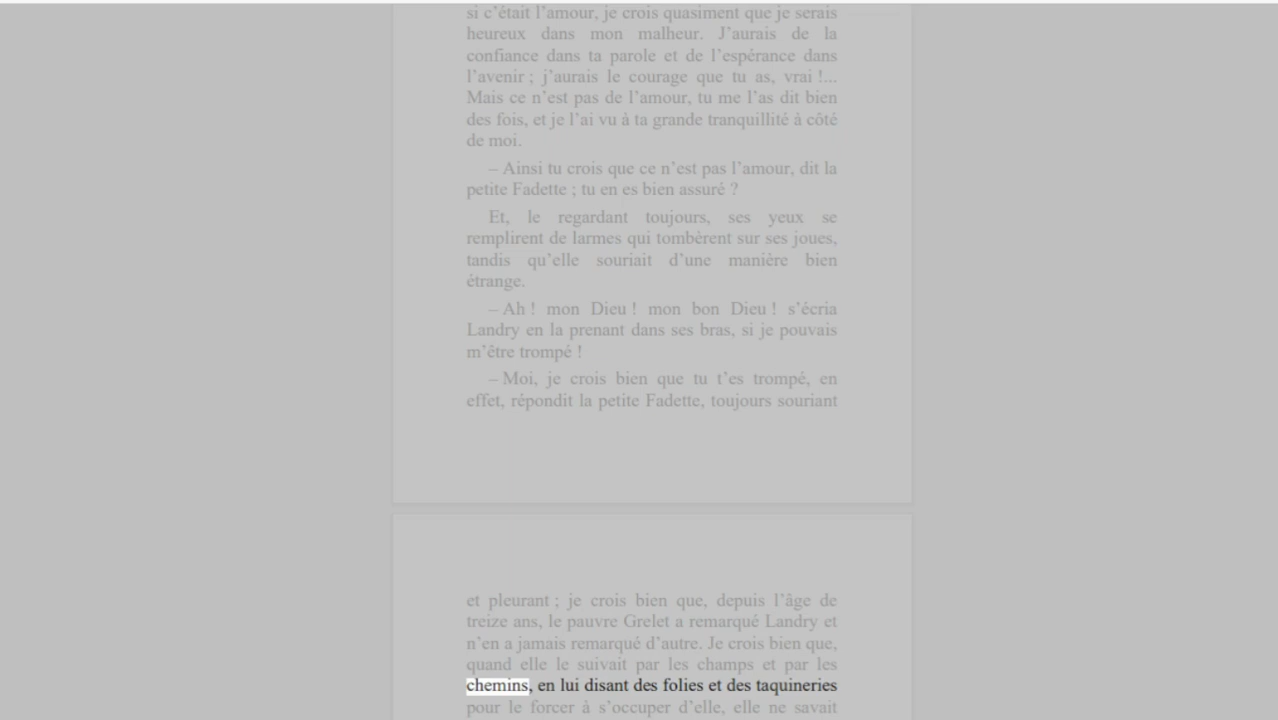 si c’était l’amour, je crois quasiment que je serais
heureux dans mon malheur. J’aurais de la
confiance dans ta parole et de l’espérance dans
l’avenir ; j’aurais le courage que tu as, vrai !...
Mais ce n’est pas de l’amour, tu me l’as dit bien
des fois, et je l’ai vu à ta grande tranquillité à côté
de moi.
– Ainsi tu crois que ce n’est pas l’amour, dit la
petite Fadette ; tu en es bien assuré ?
Et, le regardant toujours, ses yeux se
remplirent de larmes qui tombèrent sur ses joues,
tandis qu’elle souriait d’une manière bien
étrange.
– Ah ! mon Dieu ! mon bon Dieu ! s’écria
Landry en la prenant dans ses bras, si je pouvais
m’être trompé !
– Moi, je crois bien que tu t’es trompé, en
effet, répondit la petite Fadette, toujours souriant
et pleurant ; je crois bien que, depuis l’âge de
treize ans, le pauvre Grelet a remarqué Landry et
n’en a jamais remarqué d’autre. Je crois bien que,
quand elle le suivait par les champs et par les
chemins, en lui disant des folies et des taquineries
pour le forcer à s’occuper d’elle, elle ne savait